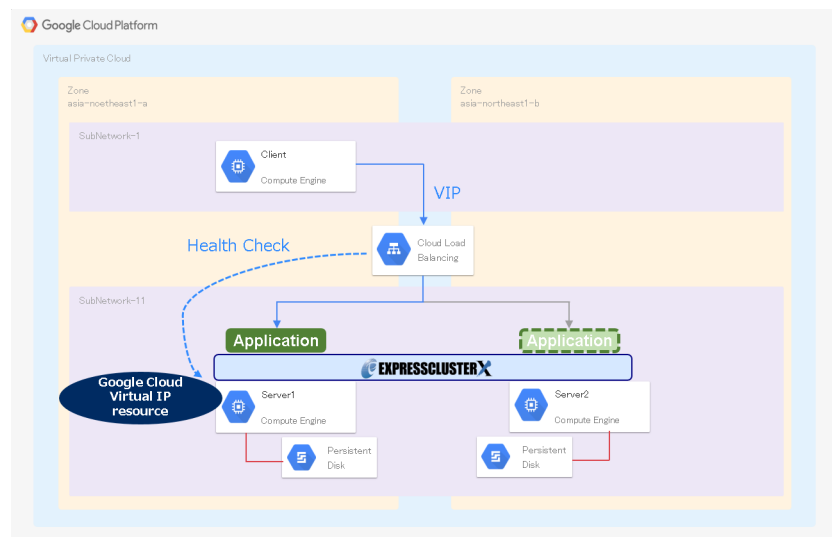 Google Cloud Platform
Virtual Private Cloud
Zone
asia-noetheast1-a
Zone
asia-northeast1-b
SubNetwork-1
Client
Compute Engine
VIP
Cloud Load
Balancing
Health Check
SubNetwork-11
Application
Application
EXPRESSCLUSTER X
Google Cloud
Virtual IP
resource
Server1
Compute Engine
Server2
Compute Engine
Persistent
Disk
Persistent
Disk